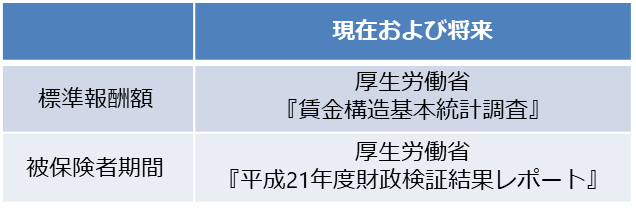 現在および将来
標準報酬額
厚生労働省
『賃金構造基本統計調査』
被保険者期間
厚生労働省
『平成21年度財政検証結果レポート』